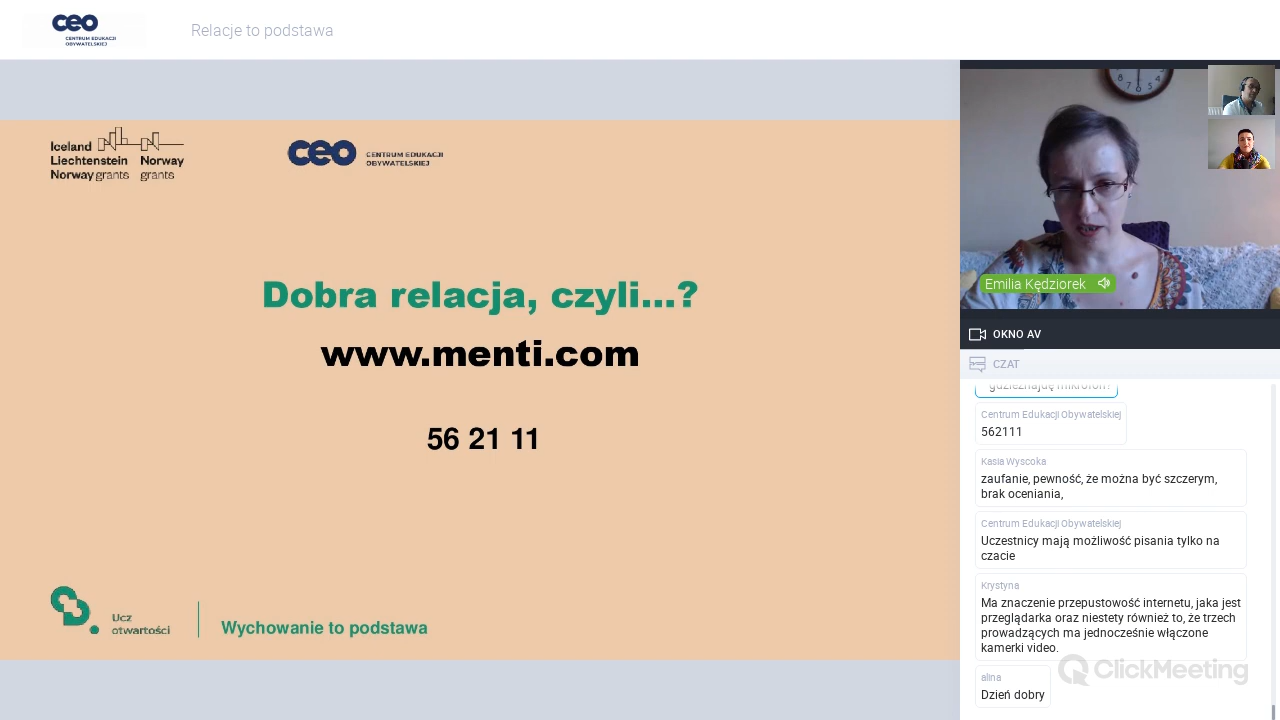 ceo
CENTRUM EDUKACJI
OBYWATELSKIEJ
Relacje to podstawa
Iceland
Liechtenstein Norway
Norway grants grants
ceo
CENTRUM EDUKACJI
OBYWATELSKIEJ
Dobra relacja, czyli...?
www.menti.com
56 21 11
Ucz
otwartości
Wychowanie to podstawa
Emilia Kędziorek
OKNO AV
CZAT
gdzieznajdę mikrofon?
Centrum Edukacji Obywatelskiej
562111
Kasia Wyscoka
zaufanie, pewność, że można być szczerym,
brak oceniania,
Centrum Edukacji Obywatelskiej
Uczestnicy mają możliwość pisania tylko na
czacie
Krystyna
Ma znaczenie przepustowość internetu, jaka jest
przeglądarka oraz niestety również to, że trzech
prowadzących ma jednocześnie włączone
kamerki video.
ClickMeeting
alina
Dzień dobry